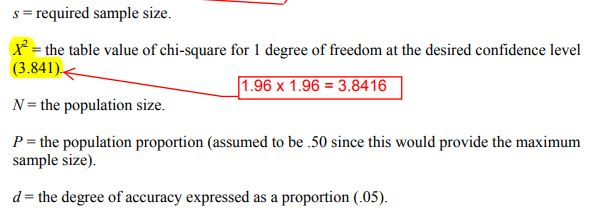 s = required sample size.
X² = the table value of chi-square for 1 degree of freedom at the desired confidence level
(3.841).
1.96 x 1.96 = 3.8416
N = the population size.
P = the population proportion (assumed to be .50 since this would provide the maximum
sample size).
d = the degree of accuracy expressed as a proportion (.05).